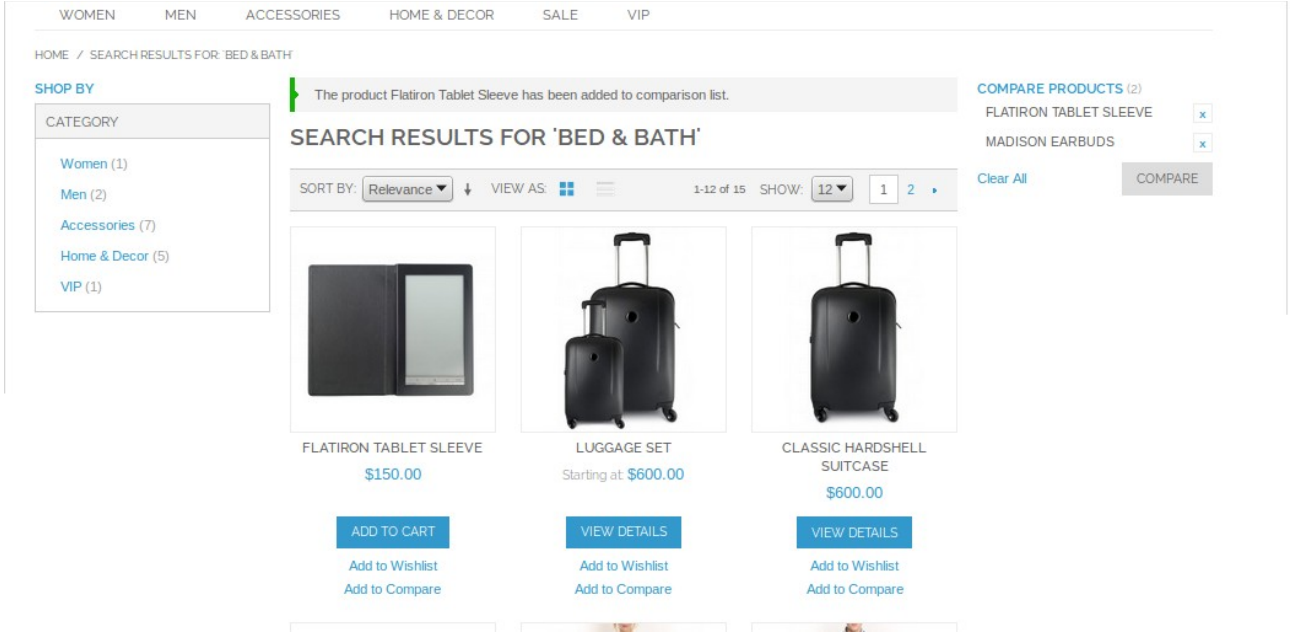 WOMEN MEN ACCESSORIES HOME & DECOR SALE VIP
HOME / SEARCH RESULTS FOR: 'BED & BATH'
SHOP BY
CATEGORY
Women (1)
Men (2)
Accessories (7)
Home & Decor (5)
VIP (1)
The product Flatiron Tablet Sleeve has been added to comparison list.
SEARCH RESULTS FOR 'BED & BATH'
SORT BY: Relevance VIEW AS: 1-12 of 15 SHOW: 12 1 2
FLATIRON TABLET SLEEVE
$150.00
ADD TO CART
Add to Wishlist
Add to Compare
LUGGAGE SET
Starting at: $600.00
VIEW DETAILS
Add to Wishlist
Add to Compare
CLASSIC HARDSHELL
SUITCASE
$600.00
VIEW DETAILS
Add to Wishlist
Add to Compare
COMPARE PRODUCTS (2)
FLATIRON TABLET SLEEVE x
MADISON EARBUDS x
Clear All COMPARE